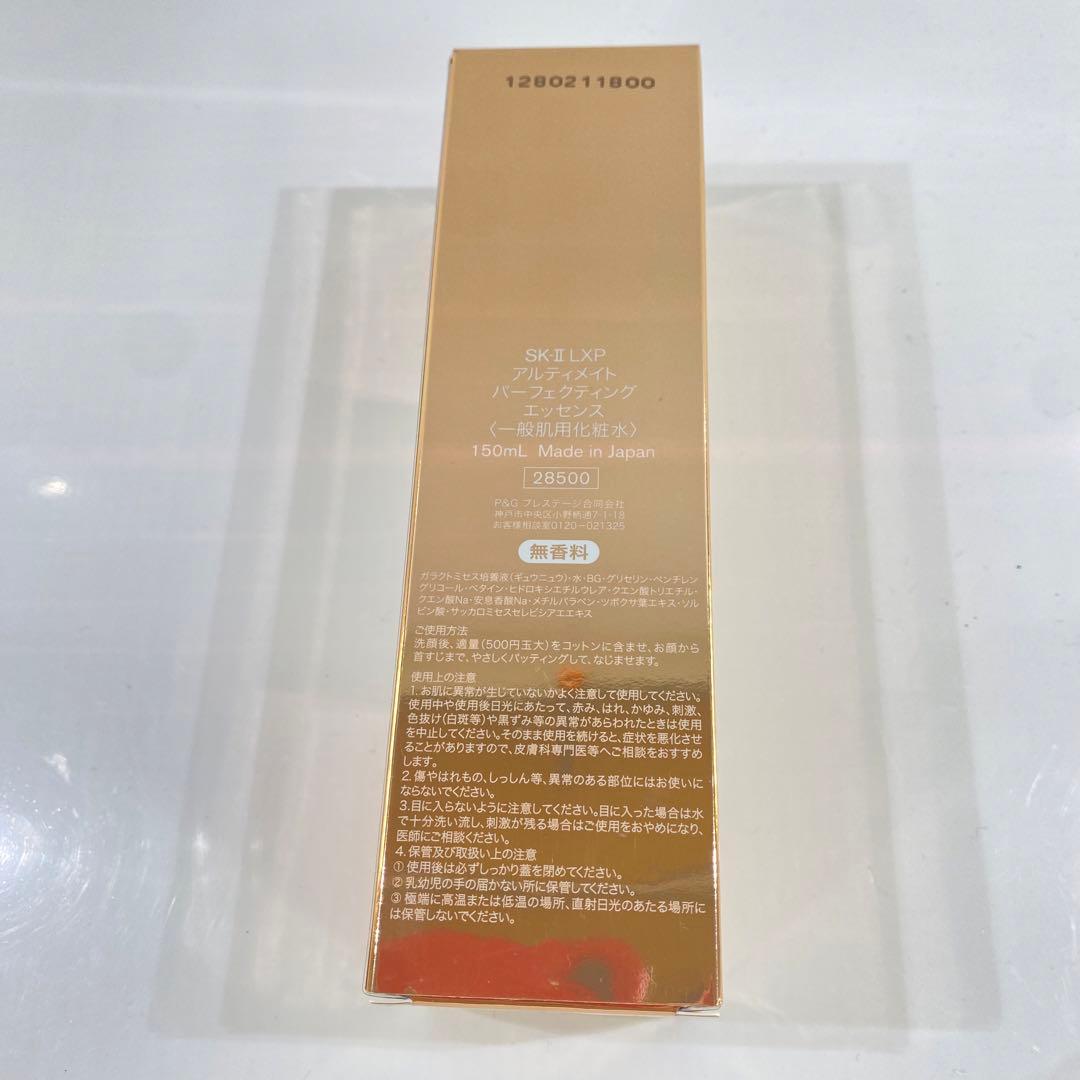 1280211800
SK-II LXP
アルティメイト
パーフェクティング
エッセンス
〈一般肌用化粧水〉
150mL Made in Japan
28500
P&G プレステージ合同会社
神戸市中央区小野柄通7-1-18
お客様相談室0120-021325
無香料
ガラクトミセス培養液(ギュウニュウ)・水・BG・グリセリン・ペンチレン
グリコール・ベタイン・ヒドロキシエチルウレア・クエン酸トリエチル・
クエン酸Na・安息香酸Na・メチルパラベン・ツボクサ葉エキス・ソル
ビン酸・サッカロミセスセレビシアエエキス
ご使用方法
洗顔後、適量(500円玉大)をコットンに含ませ、お顔から
首すじまで、やさしくパッティングして、なじませます。
使用上の注意
1. お肌に異常が生じていないかよく注意して使用してください。
使用中や使用後日光にあたって、赤み、はれ、かゆみ、刺激、
色抜け(白斑等)や黒ずみ等の異常があらわれたときは使用
を中止してください。そのまま使用を続けると、症状を悪化させ
ることがありますので、皮膚科専門医等へご相談をおすすめ
します。
2. 傷やはれもの、しっしん等、異常のある部位にはお使いに
ならないでください。
3.目に入らないように注意してください。目に入った場合は水
で十分洗い流し、刺激が残る場合はご使用をおやめになり、
医師にご相談ください。
4. 保管及び取扱い上の注意
① 使用後は必ずしっかり蓋を閉めてください。
② 乳幼児の手の届かない所に保管してください。
③ 極端に高温または低温の場所、直射日光のあたる場所に
は保管しないでください。